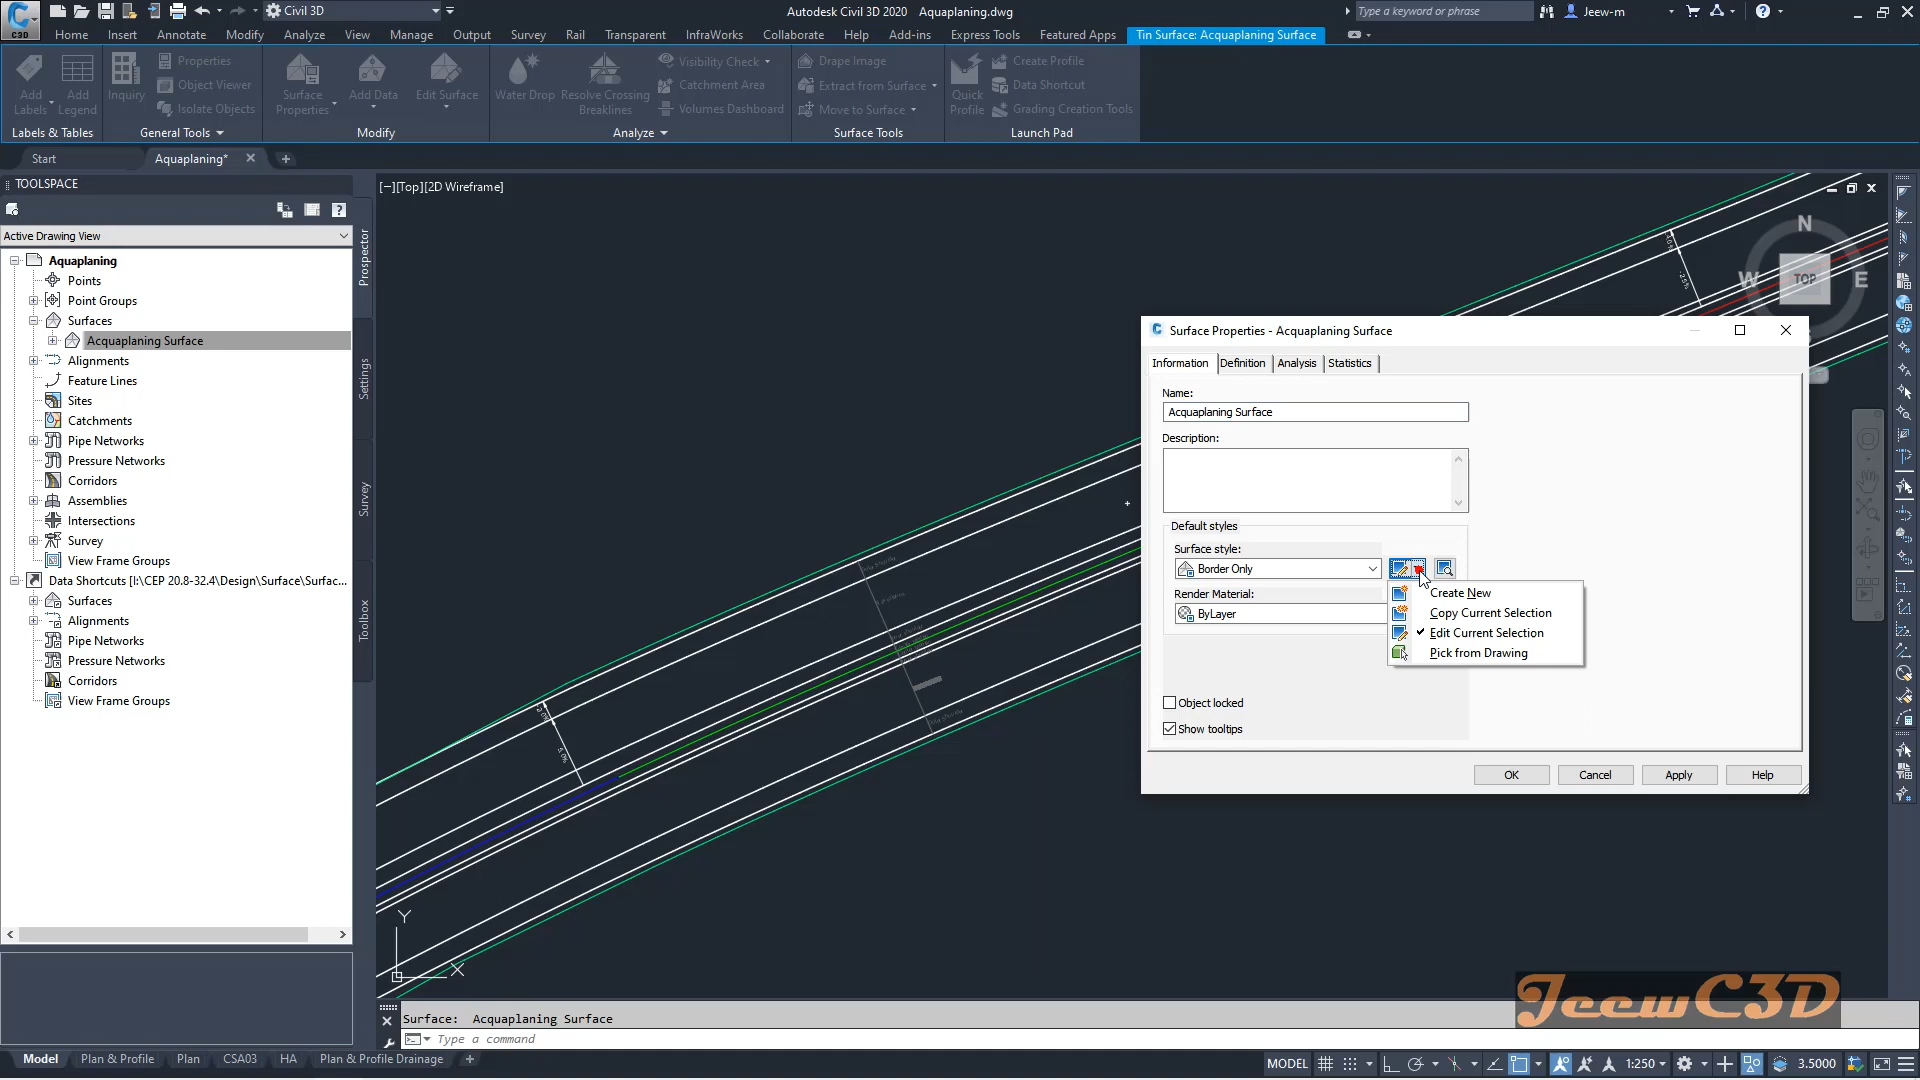 Civil 3D
Autodesk Civil 3D 2020 Aquaplaning.dwg
Type a keyword or phrase
Jeew-m
C3D
Home Insert Annotate Modify Analyze View Manage Output Survey Rail Transparent InfraWorks Collaborate Help Add-ins Express Tools Featured Apps Tin Surface: Acquaplaning Surface
Properties
Visibility Check
Drape Image
Create Profile
Object Viewer
Catchment Area
Extract from Surface
Data Shortcut
Isolate Objects
Volumes Dashboard
Move to Surface
Grading Creation Tools
Add Labels
Add Legend
Inquiry
Surface Properties
Add Data
Edit Surface
Water Drop
Resolve Crossing Breaklines
Quick Profile
Labels & Tables General Tools Modify Analyze Surface Tools Launch Pad
Start Aquaplaning*
TOOLSPACE
Active Drawing View
Aquaplaning
Points
Point Groups
Surfaces
Acquaplaning Surface
Alignments
Feature Lines
Sites
Catchments
Pipe Networks
Pressure Networks
Corridors
Assemblies
Intersections
Survey
View Frame Groups
Data Shortcuts [I:\CEP 20.8-32.4\Design\Surface\Surfac...
Surfaces
Alignments
Pipe Networks
Pressure Networks
Corridors
View Frame Groups
Prospector
Settings
Survey
Toolbox
[−][Top][2D Wireframe]
N
W TOP E
Surface Properties - Acquaplaning Surface
Information Definition Analysis Statistics
Name:
Acquaplaning Surface
Description:
Default styles
Surface style:
Border Only
Render Material:
ByLayer
Create New
Copy Current Selection
Edit Current Selection
Pick from Drawing
Object locked
Show tooltips
OK Cancel Apply Help
Y
X
JeewC3D
Surface: Acquaplaning Surface
Type a command
Model Plan & Profile Plan CSA03 HA Plan & Profile Drainage
MODEL 1:250 3.5000